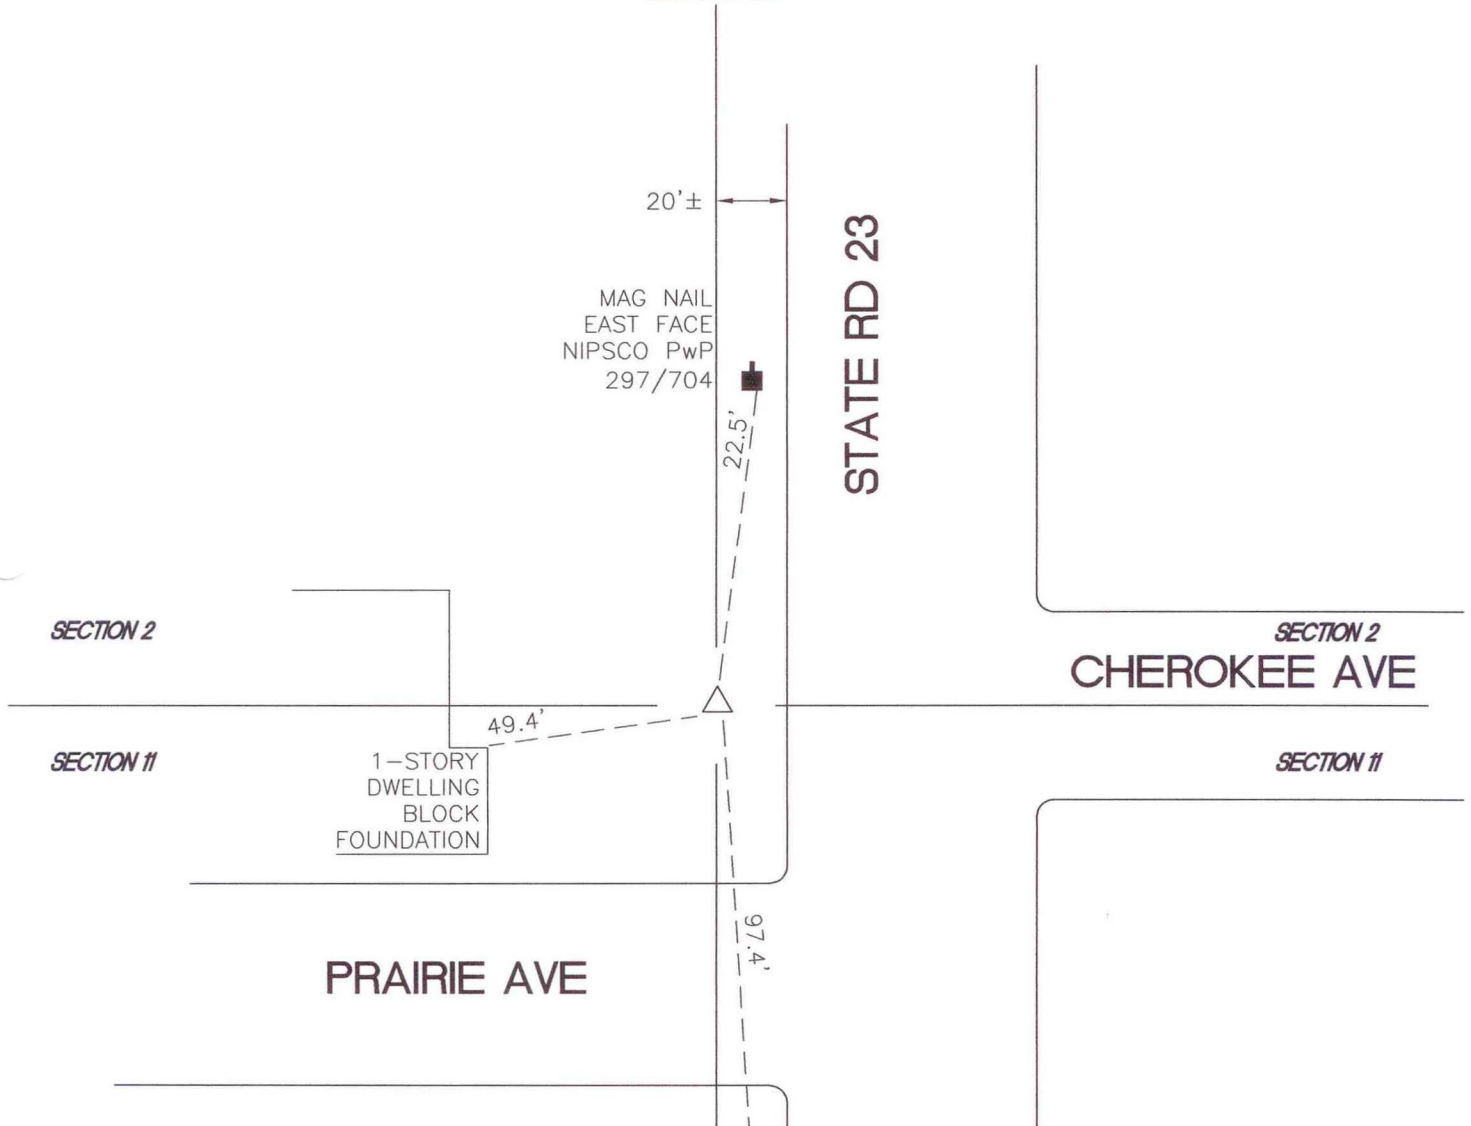 20'±
STATE RD 23
MAG NAIL
EAST FACE
NIPSCO PwP
297/704
22.5'
SECTION 2
SECTION 2
CHEROKEE AVE
49.4'
SECTION 11
1-STORY
DWELLING
BLOCK
FOUNDATION
SECTION 11
97.4'
PRAIRIE AVE